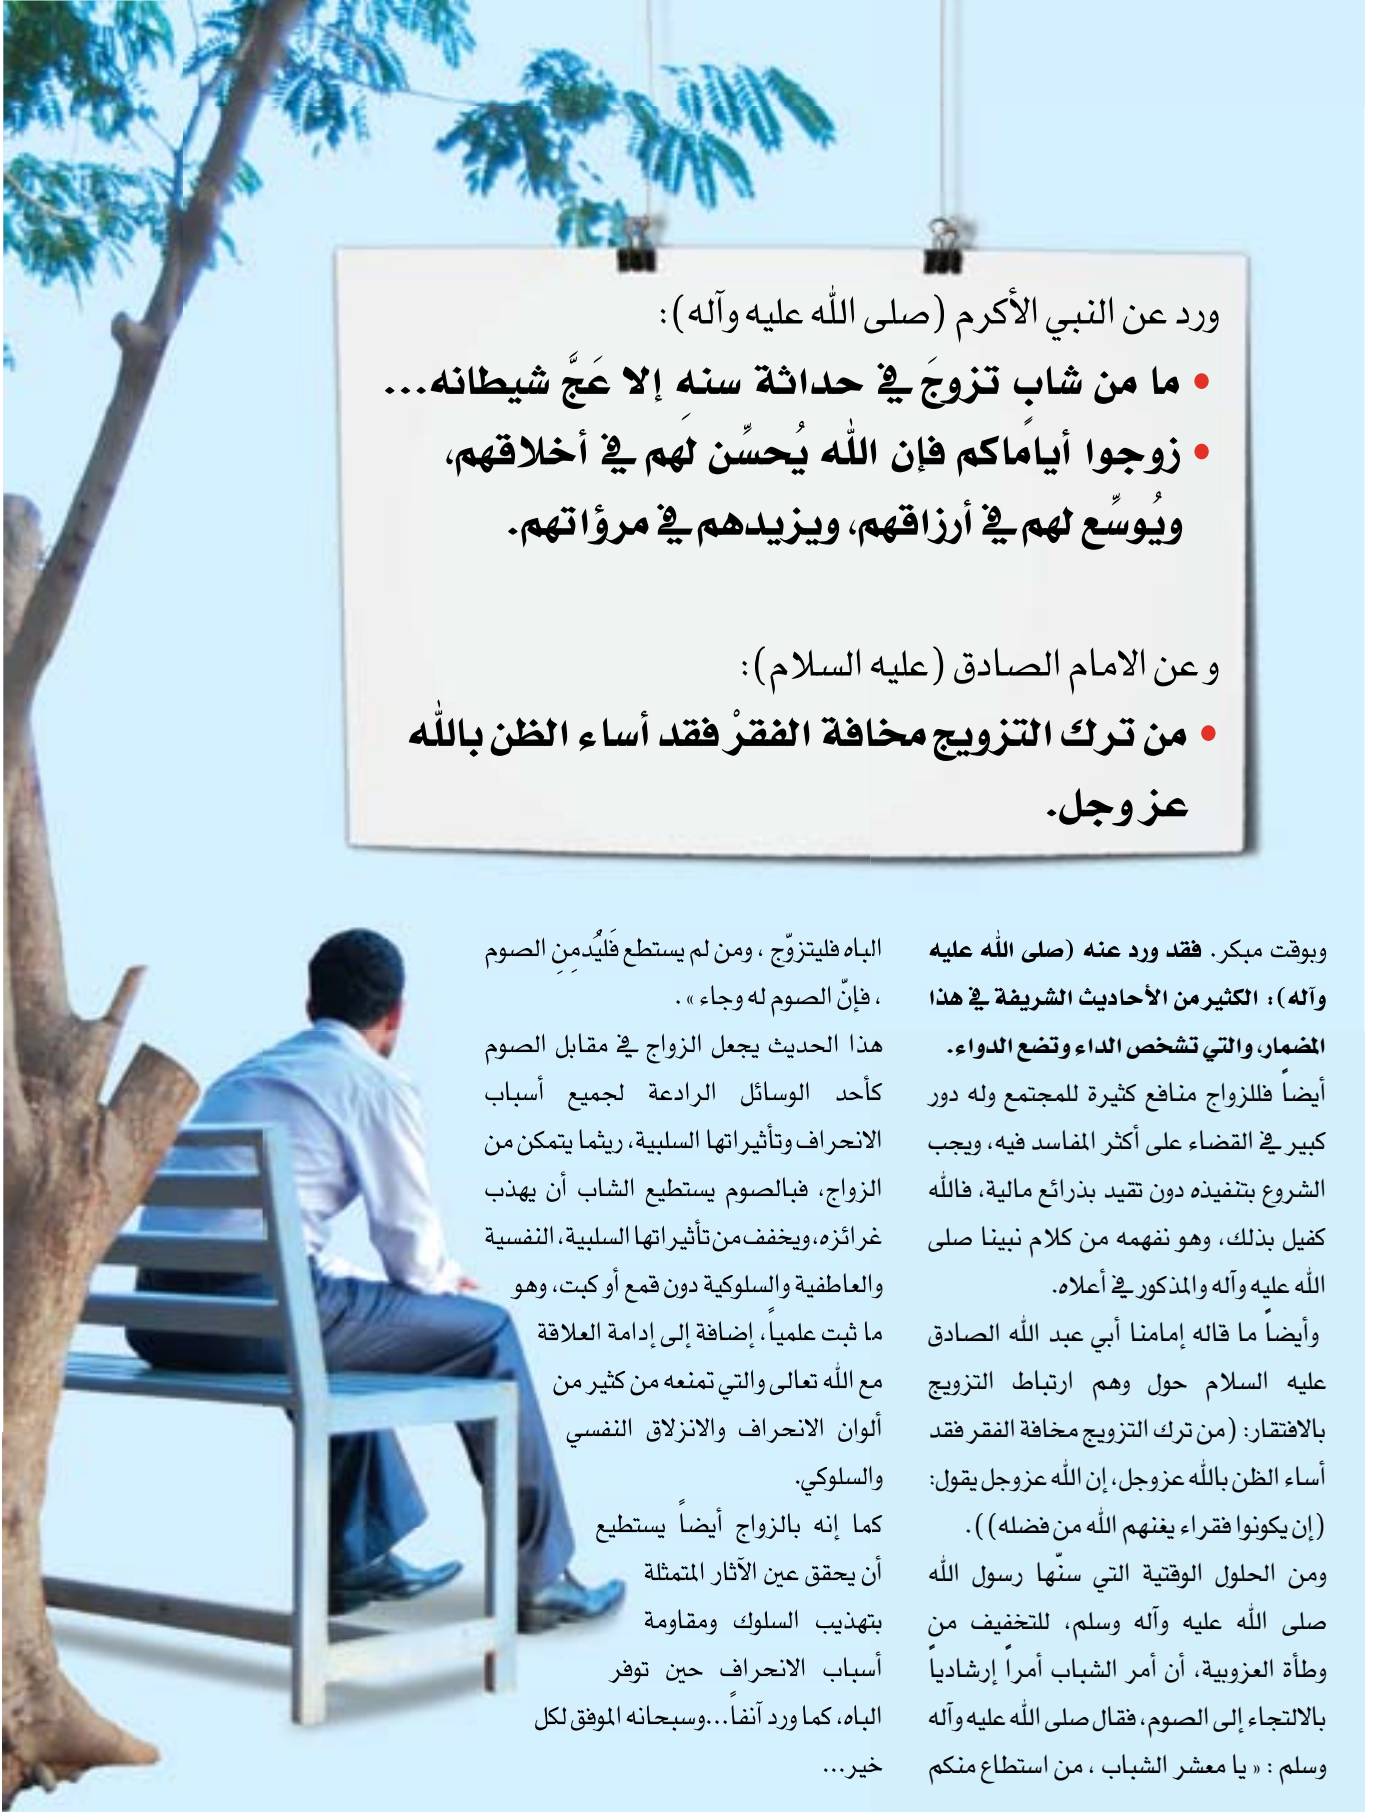 ورد عن النبي الأكرم (صلى الله عليه وآله):
• ما من شابٍ تزوجَ في حداثة سنهِ إلا عَجَّ شيطانه...
• زوجوا أياماكم فإن الله يُحسِّن لَهم في أخلاقهم،
ويُوسِّع لهم في أرزاقهم، ويزيدهم في مرؤاتهم.
وعن الامام الصادق (عليه السلام):
• من ترك التزويج مخافة الفقرْ فقد أساء الظن بالله
عز وجل.
وبوقت مبكر. فقد ورد عنه (صلى الله عليه
وآله): الكثير من الأحاديث الشريفة في هذا
المضمار، والتي تشخص الداء وتضع الدواء.
أيضاً فللزواج منافع كثيرة للمجتمع وله دور
كبير في القضاء على أكثر المفاسد فيه، ويجب
الشروع بتنفيذه دون تقيد بذرائع مالية، فالله
كفيل بذلك، وهو نفهمه من كلام نبينا صلى
الله عليه وآله والمذكور في أعلاه.
وأيضاً ما قاله إمامنا أبي عبد الله الصادق
عليه السلام حول وهم ارتباط التزويج
بالافتقار: (من ترك التزويج مخافة الفقر فقد
أساء الظن بالله عزوجل، إن الله عزوجل يقول:
(إن يكونوا فقراء يغنهم الله من فضله)).
ومن الحلول الوقتية التي سنّها رسول الله
صلى الله عليه وآله وسلم، للتخفيف من
وطأة العزوبية، أن أمر الشباب أمراً إرشادياً
بالالتجاء إلى الصوم، فقال صلى الله عليه وآله
وسلم : « يا معشر الشباب ، من استطاع منكم
الباه فليتزوّج ، ومن لم يستطع فَليُدمِنِ الصوم
، فإنّ الصوم له وجاء » .
هذا الحديث يجعل الزواج في مقابل الصوم
كأحد الوسائل الرادعة لجميع أسباب
الانحراف وتأثيراتها السلبية، ريثما يتمكن من
الزواج، فبالصوم يستطيع الشاب أن يهذب
غرائزه، ويخفف من تأثيراتها السلبية، النفسية
والعاطفية والسلوكية دون قمع أو كبت، وهو
ما ثبت علمياً، إضافة إلى إدامة العلاقة
مع الله تعالى والتي تمنعه من كثير من
ألوان الانحراف والانزلاق النفسي
والسلوكي.
كما إنه بالزواج أيضاً يستطيع
أن يحقق عين الآثار المتمثلة
بتهذيب السلوك ومقاومة
أسباب الانحراف حين توفر
الباه، كما ورد آنفاً...وسبحانه الموفق لكل
خير...